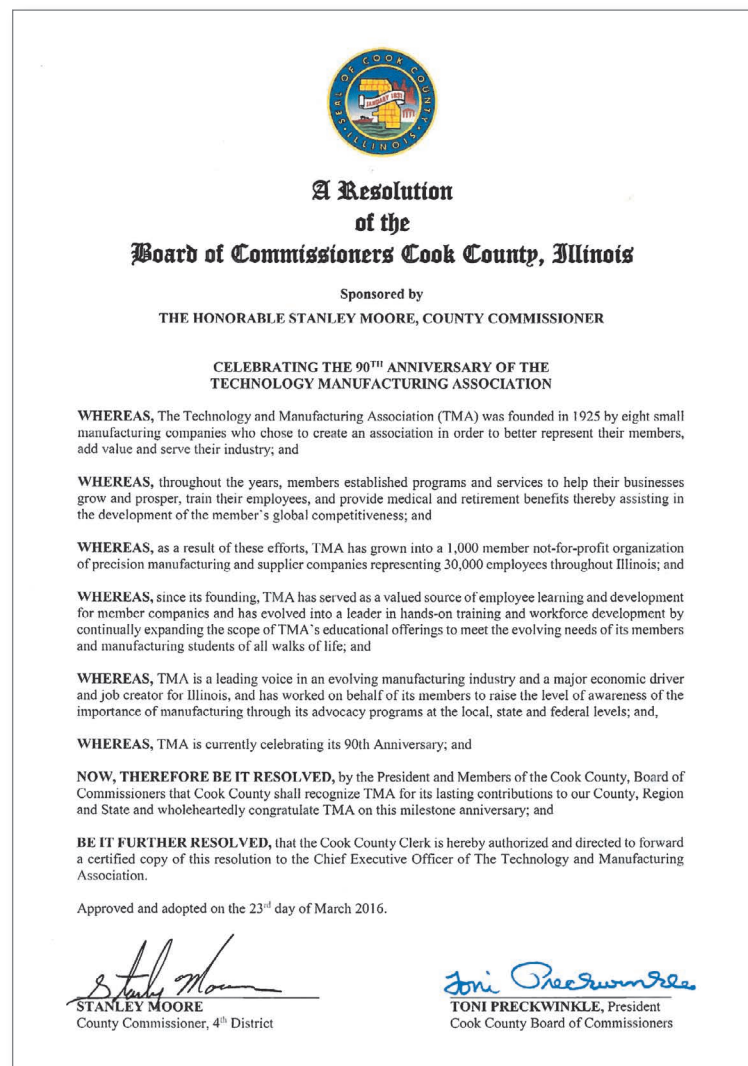 SEAL OF COOK COUNTY
JANUARY 1831
ILLINOIS
A Resolution
of the
Board of Commissioners Cook County, Illinois
Sponsored by
THE HONORABLE STANLEY MOORE, COUNTY COMMISSIONER
CELEBRATING THE 90TH ANNIVERSARY OF THE
TECHNOLOGY MANUFACTURING ASSOCIATION
WHEREAS, The Technology and Manufacturing Association (TMA) was founded in 1925 by eight small
manufacturing companies who chose to create an association in order to better represent their members,
add value and serve their industry; and
WHEREAS, throughout the years, members established programs and services to help their businesses
grow and prosper, train their employees, and provide medical and retirement benefits thereby assisting in
the development of the member's global competitiveness; and
WHEREAS, as a result of these efforts, TMA has grown into a 1,000 member not-for-profit organization
of precision manufacturing and supplier companies representing 30,000 employees throughout Illinois; and
WHEREAS, since its founding, TMA has served as a valued source of employee learning and development
for member companies and has evolved into a leader in hands-on training and workforce development by
continually expanding the scope of TMA's educational offerings to meet the evolving needs of its members
and manufacturing students of all walks of life; and
WHEREAS, TMA is a leading voice in an evolving manufacturing industry and a major economic driver
and job creator for Illinois, and has worked on behalf of its members to raise the level of awareness of the
importance of manufacturing through its advocacy programs at the local, state and federal levels; and,
WHEREAS, TMA is currently celebrating its 90th Anniversary; and
NOW, THEREFORE BE IT RESOLVED, by the President and Members of the Cook County, Board of
Commissioners that Cook County shall recognize TMA for its lasting contributions to our County, Region
and State and wholeheartedly congratulate TMA on this milestone anniversary; and
BE IT FURTHER RESOLVED, that the Cook County Clerk is hereby authorized and directed to forward
a certified copy of this resolution to the Chief Executive Officer of The Technology and Manufacturing
Association.
Approved and adopted on the 23rd day of March 2016.
Stanley Moore
STANLEY MOORE
County Commissioner, 4th District
Toni Preckwinkle
TONI PRECKWINKLE, President
Cook County Board of Commissioners